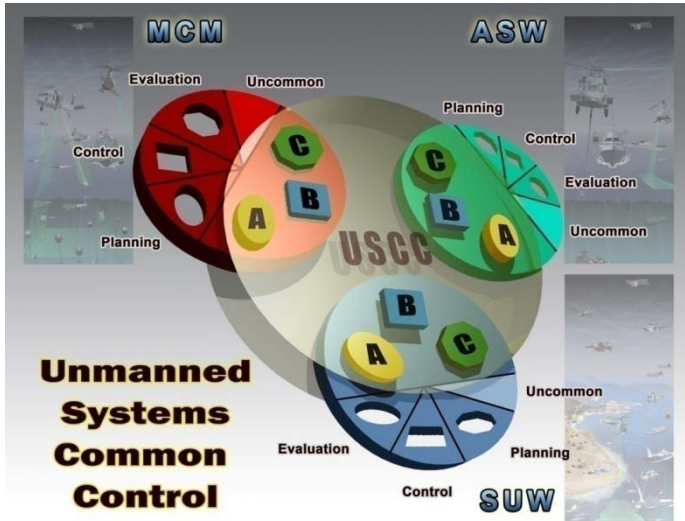 MCM
ASW
Evaluation
Uncommon
Control
Planning
C
B
A
Planning
Control
Evaluation
Uncommon
C
B
A
USCC
B
A
C
Uncommon
Planning
Control
Evaluation
SUW
Unmanned
Systems
Common
Control